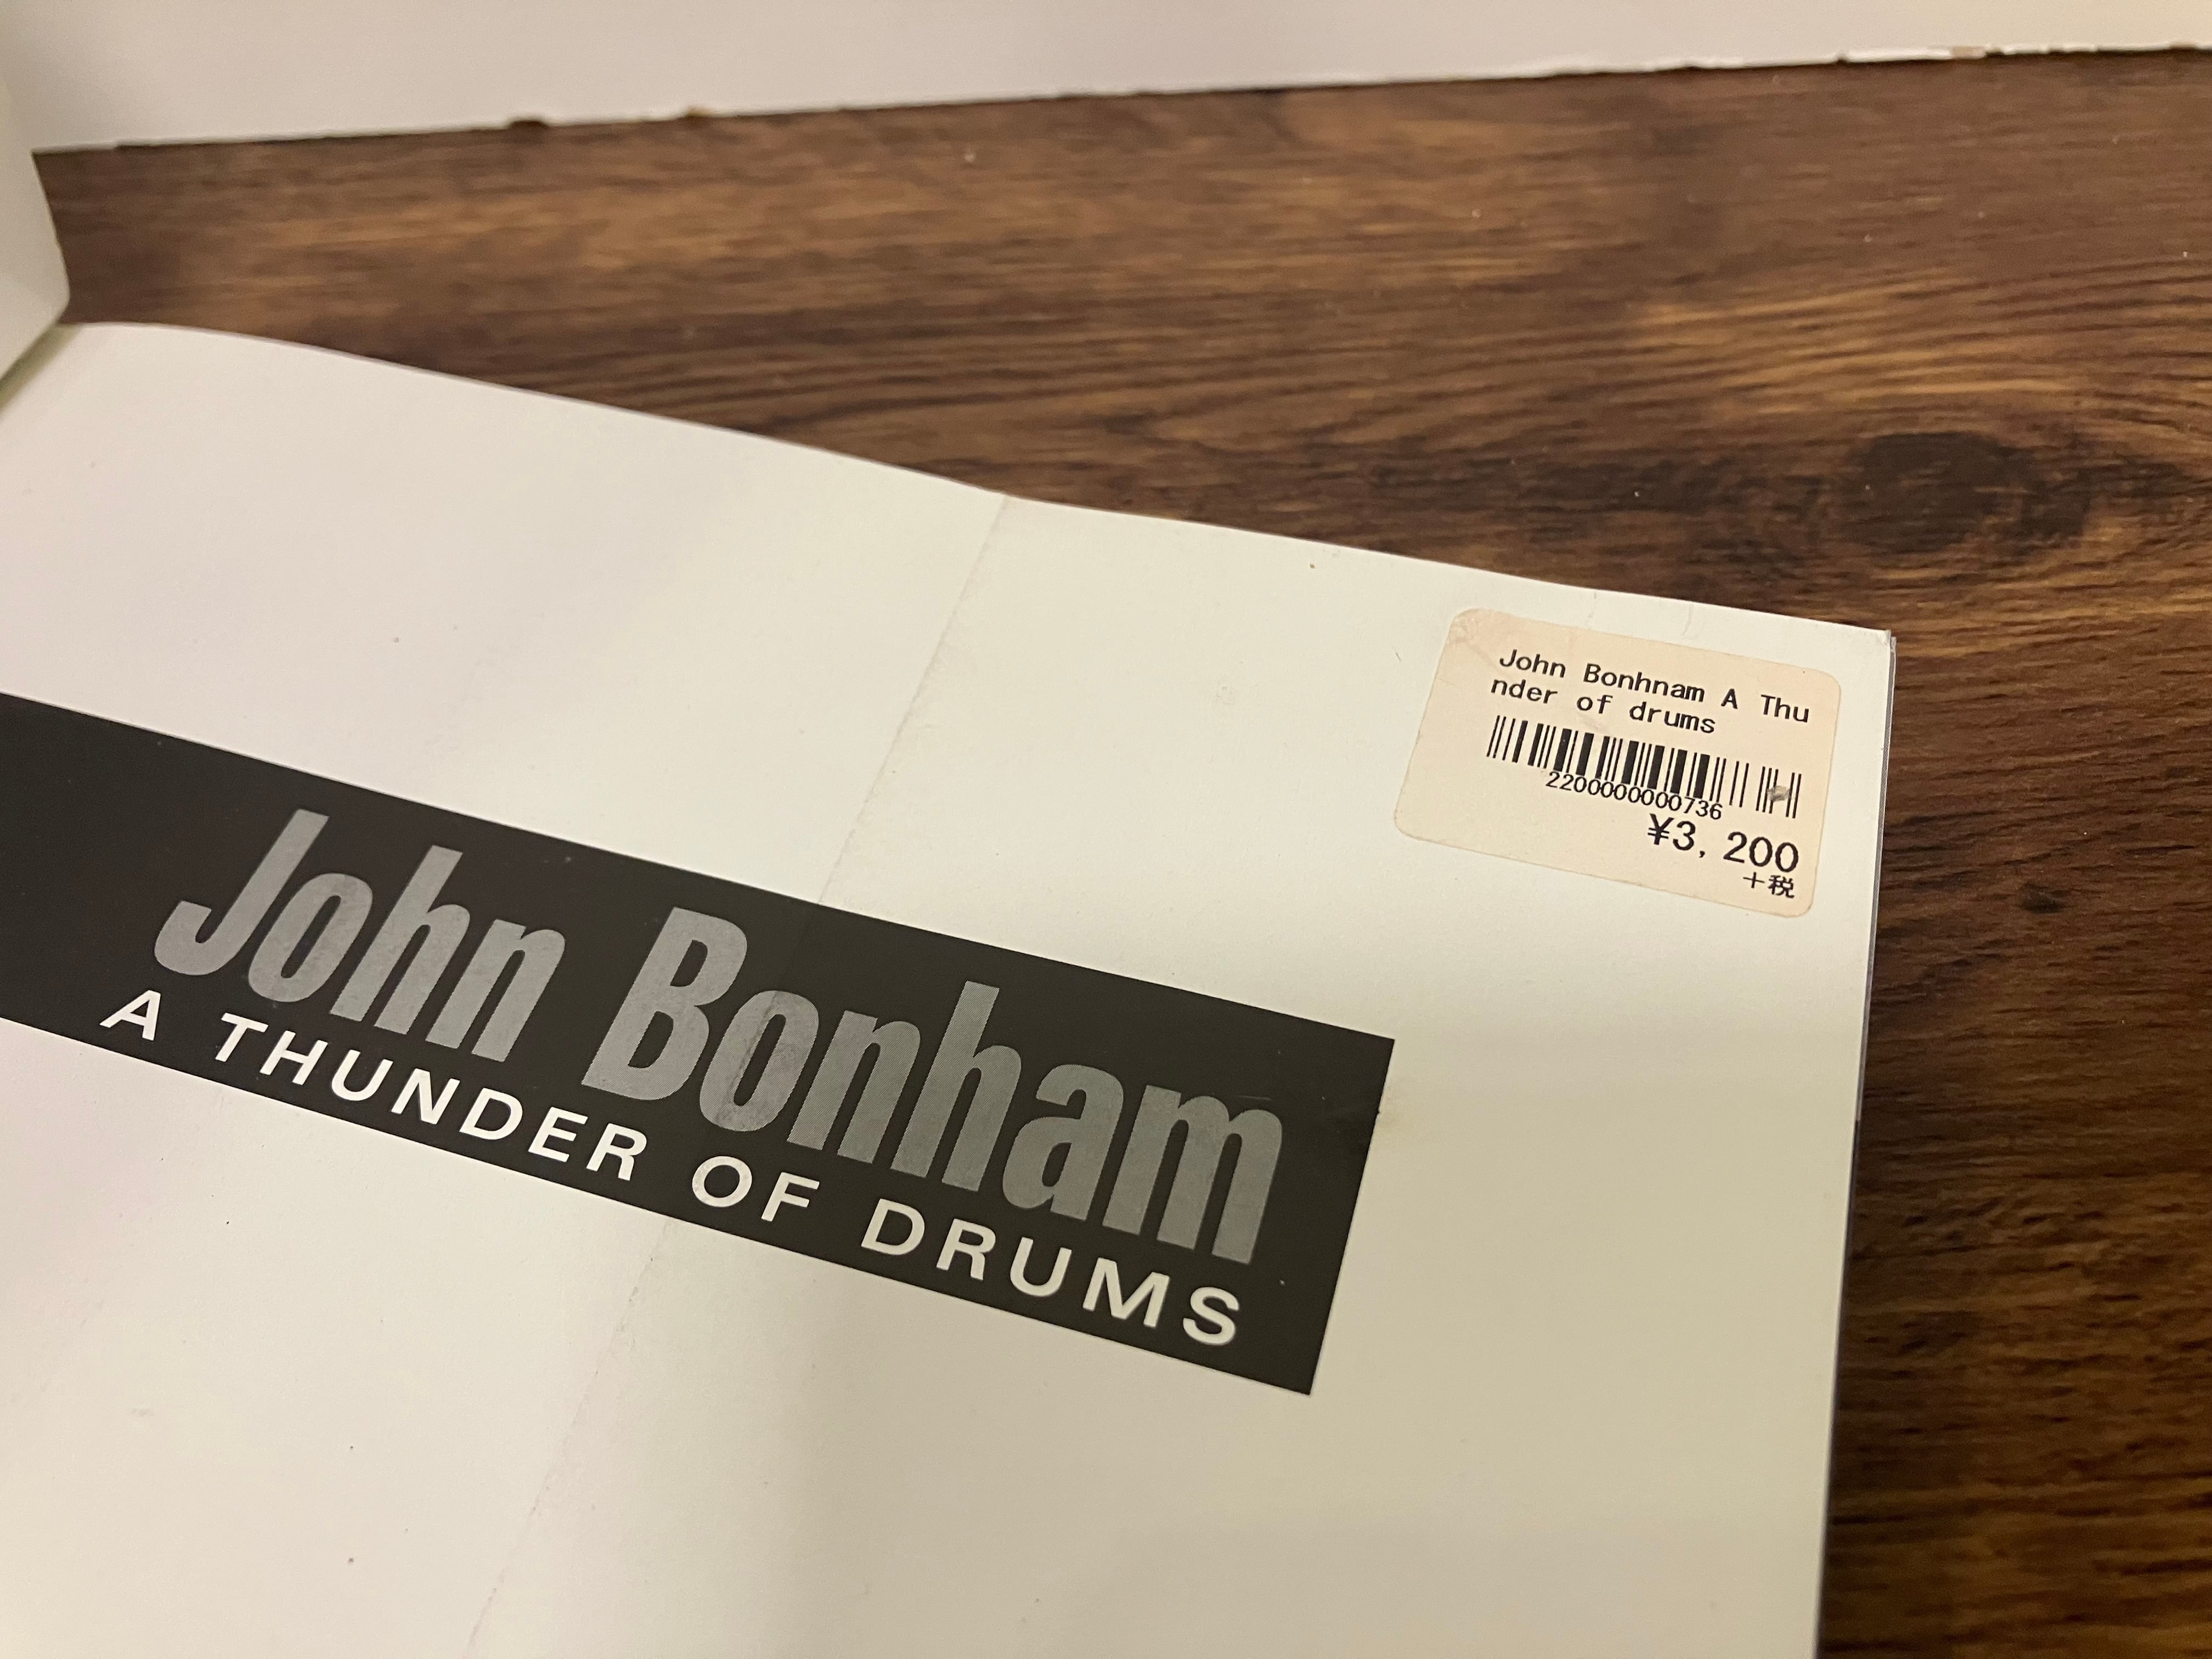 John Bonhnam A Thu
nder of drums
2200000000736
¥3, 200
+税
John Bonham
A THUNDER OF DRUMS